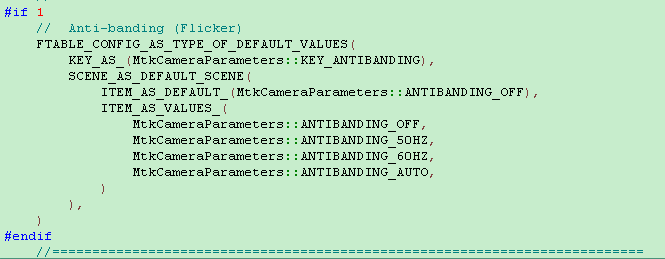 #if 1
//  Anti-banding (Flicker)
FTABLE_CONFIG_AS_TYPE_OF_DEFAULT_VALUES(
KEY_AS_(MtkCameraParameters::KEY_ANTIBANDING),
SCENE_AS_DEFAULT_SCENE(
ITEM_AS_DEFAULT_(MtkCameraParameters::ANTIBANDING_OFF),
ITEM_AS_VALUES_(
MtkCameraParameters::ANTIBANDING_OFF,
MtkCameraParameters::ANTIBANDING_50HZ,
MtkCameraParameters::ANTIBANDING_60HZ,
MtkCameraParameters::ANTIBANDING_AUTO,
)
),
)
#endif
//==========================================================================